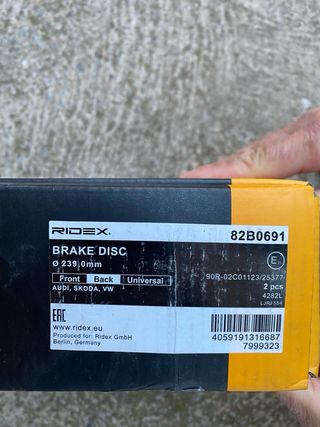 RIDEX
82B0691
BRAKE DISC
Ø 239,0mm
Front Back Universal
AUDI, SKODA, VW
E
90R-02C01123/25377
2 pcs
4282L
EAC
www.ridex.eu
Produced for: Ridex GmbH
Berlin, Germany
4059191316687
7999323